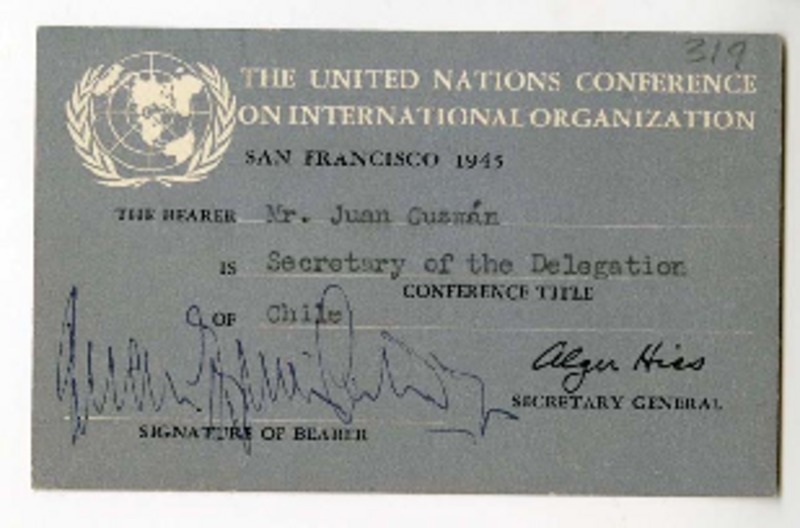 319
THE UNITED NATIONS CONFERENCE
ON INTERNATIONAL ORGANIZATION
SAN FRANCISCO 1945
THE BEARER Mr. Juan Guzmán
IS Secretary of the Delegation
CONFERENCE TITLE
OF Chile
Alger Hiss
SECRETARY GENERAL
SIGNATURE OF BEARER